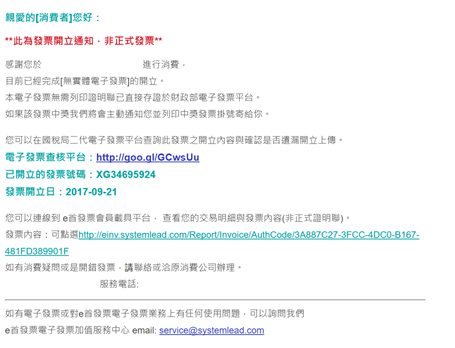 親愛的[消費者]您好：
**此為發票開立通知，非正式發票**
感謝您於 進行消費，
目前已經完成[無實體電子發票]的開立。
本電子發票無需列印證明聯已直接存證於財政部電子發票平台。
如果該發票中獎我們將會主動通知您並列印中獎發票掛號寄給你。
您可以在國稅局二代電子發票平台查詢此發票之開立內容與確認是否遺漏開立上傳。
電子發票查核平台：http://goo.gl/GCwsUu
已開立的發票號碼：XG34695924
發票開立日：2017-09-21
您可以連線到 e首發票會員載具平台， 查看您的交易明細與發票內容(非正式證明聯)。
發票內容：可點選http://einv.systemlead.com/Report/Invoice/AuthCode/3A887C27-3FCC-4DC0-B167-
481FD389901F
如有消費疑問或是開錯發票，請聯絡或洽原消費公司辦理。
服務電話:
如有電子發票或對e首發票電子發票業務上有任何使用問題，可以詢問我們
e首發票電子發票加值服務中心 email: service@systemlead.com